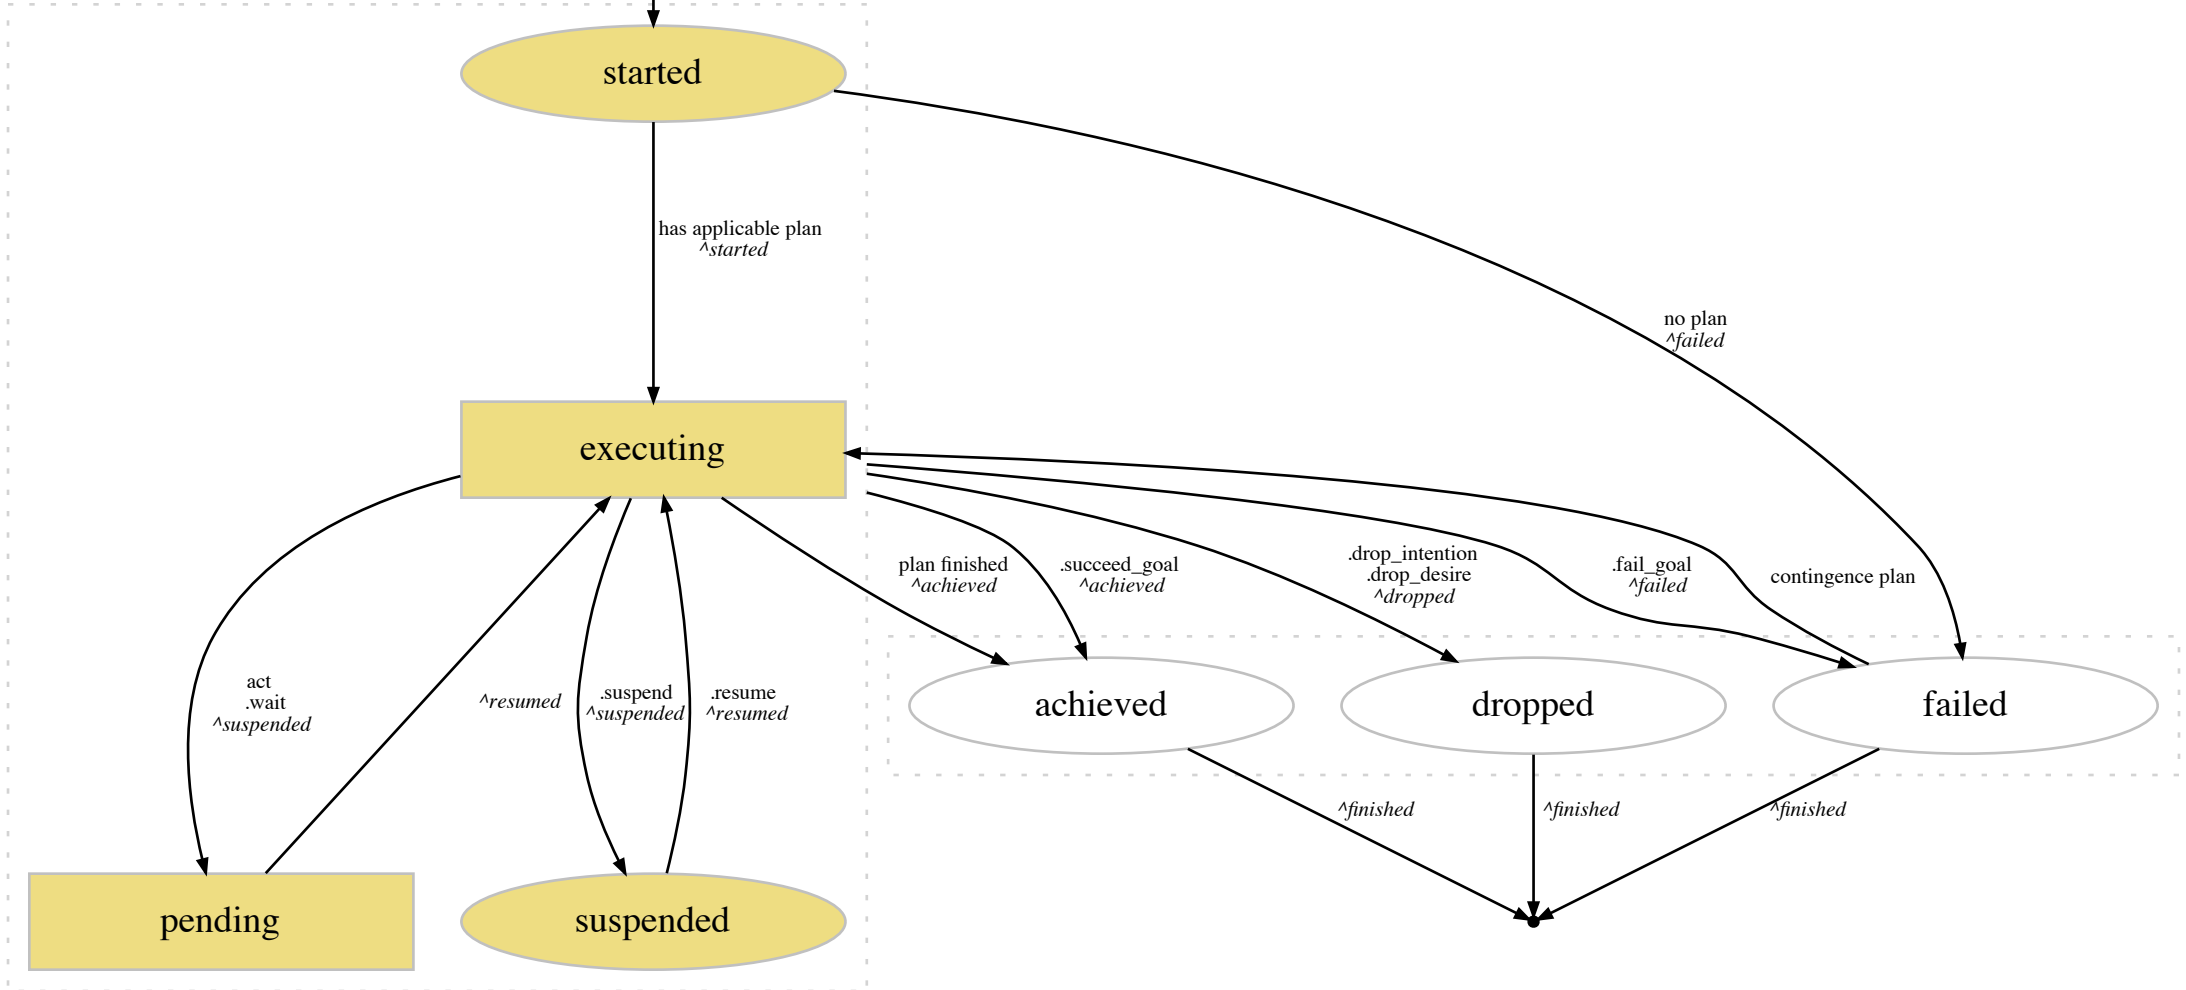 started
has applicable plan
^started
no plan
^failed
executing
plan finished
^achieved
.succeed_goal
^achieved
.drop_intention
.drop_desire
^dropped
.fail_goal
^failed
contingence plan
act
.wait
^suspended
^resumed
.suspend
^suspended
.resume
^resumed
achieved
dropped
failed
^finished
^finished
^finished
pending
suspended